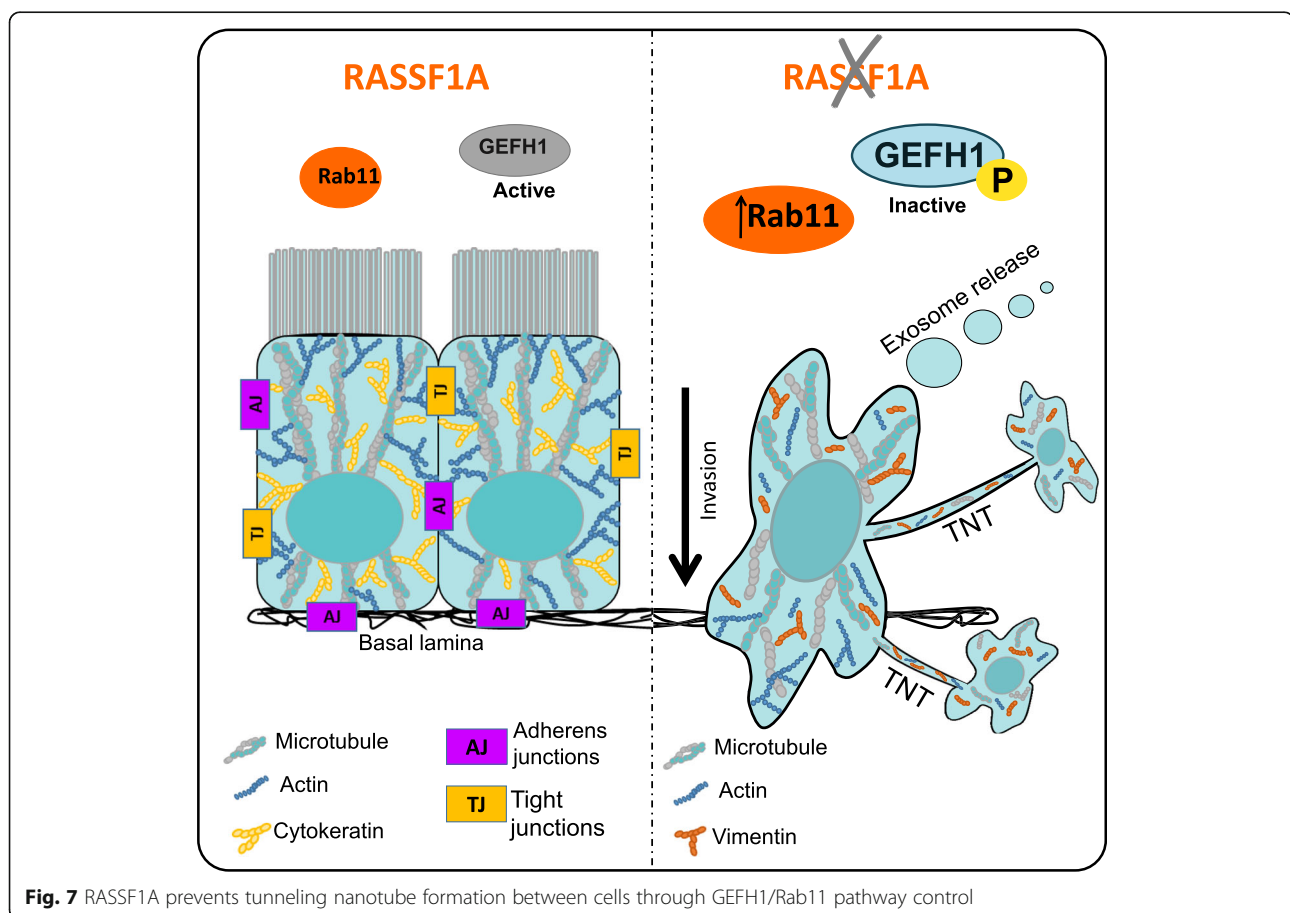 RASSF1A
Rab11
GEFH1
Active
AJ
TJ
TJ
TJ
AJ
AJ
AJ
Basal lamina
Microtubule
Actin
Cytokeratin
AJ
Adherens
junctions
TJ
Tight
junctions
RASSF1A
GEFH1
P
Inactive
↑Rab11
Exosome release
Invasion
TNT
TNT
Microtubule
Actin
Vimentin
Fig. 7 RASSF1A prevents tunneling nanotube formation between cells through GEFH1/Rab11 pathway control